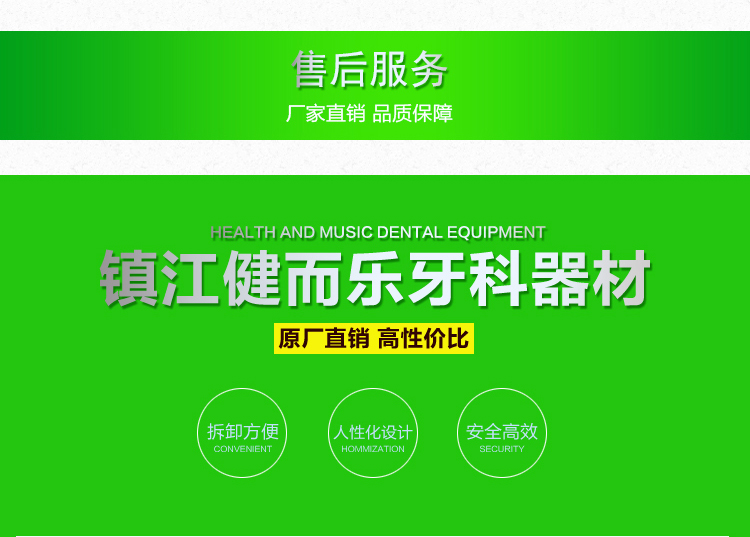 售后服务
厂家直销 品质保障
HEALTH AND MUSIC DENTAL EQUIPMENT
镇江健而乐牙科器材
原厂直销 高性价比
拆卸方便
CONVENIENT
人性化设计
HOMMIZATION
安全高效
SECURITY